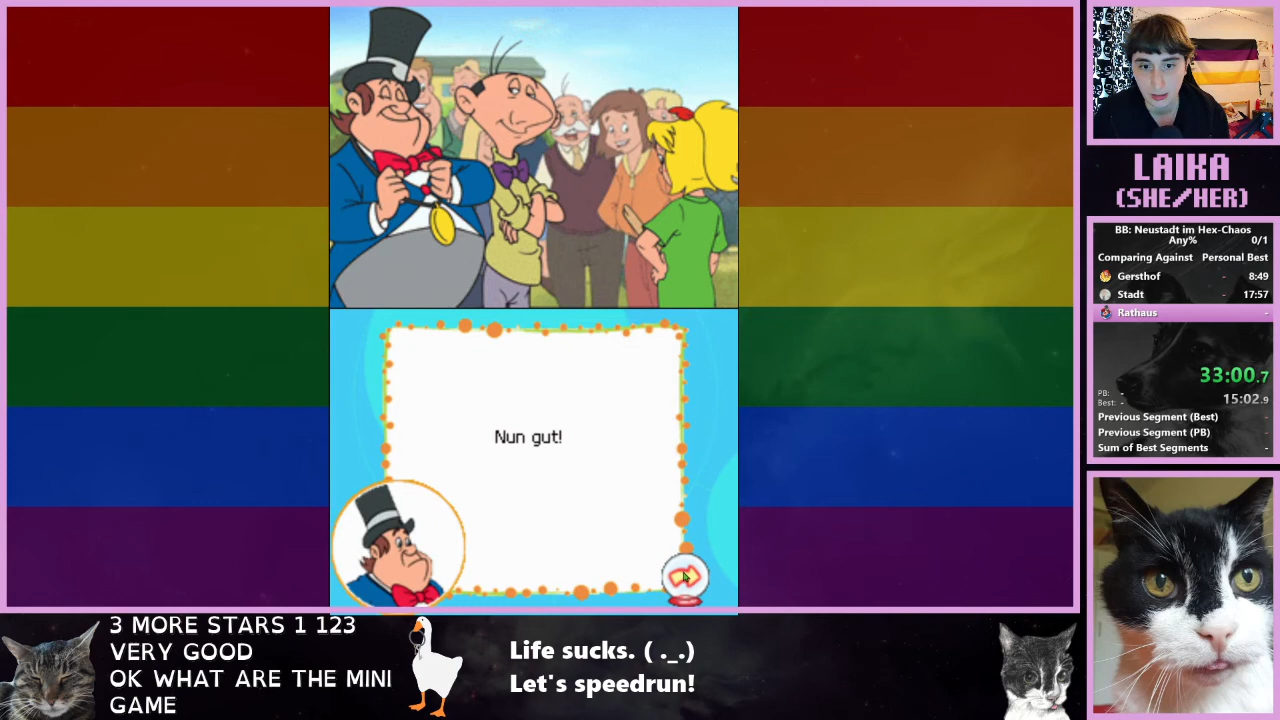 Nun gut!
LAIKA
(SHE/HER)
BB: Neustadt im Hex-Chaos
Any% 0/1
Comparing Against Personal Best
Gersthof - 8:49
Stadt - 17:57
Rathaus -
33:00.7
PB: -
Best: - 15:02.9
Previous Segment (Best) -
Previous Segment (PB) -
Sum of Best Segments -
3 MORE STARS 1 123
VERY GOOD
OK WHAT ARE THE MINI
GAME
Life sucks. ( ._.)
Let's speedrun!